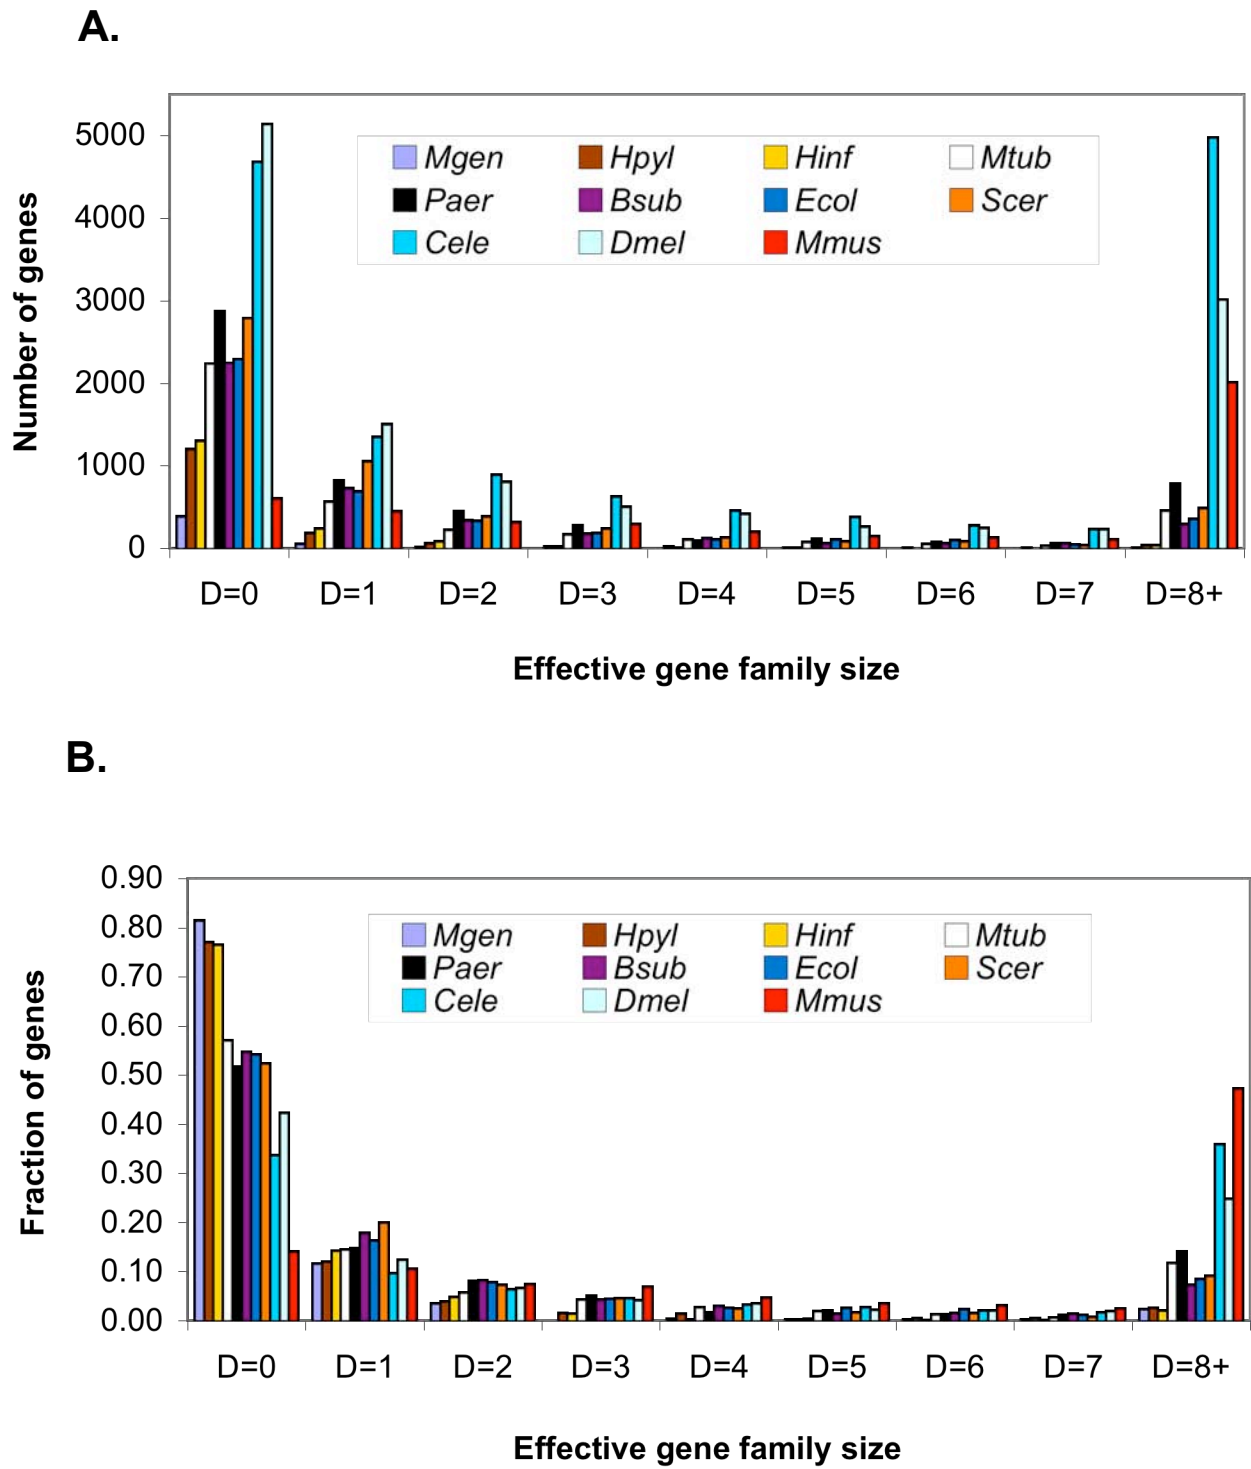 A.
5000
4000
3000
2000
1000
0
Number of genes
Mgen Hpyl Hinf Mtub
Paer Bsub Ecol Scer
Cele Dmel Mmus
D=0 D=1 D=2 D=3 D=4 D=5 D=6 D=7 D=8+
Effective gene family size
B.
0.90
0.80
0.70
0.60
0.50
0.40
0.30
0.20
0.10
0.00
Fraction of genes
Mgen Hpyl Hinf Mtub
Paer Bsub Ecol Scer
Cele Dmel Mmus
D=0 D=1 D=2 D=3 D=4 D=5 D=6 D=7 D=8+
Effective gene family size